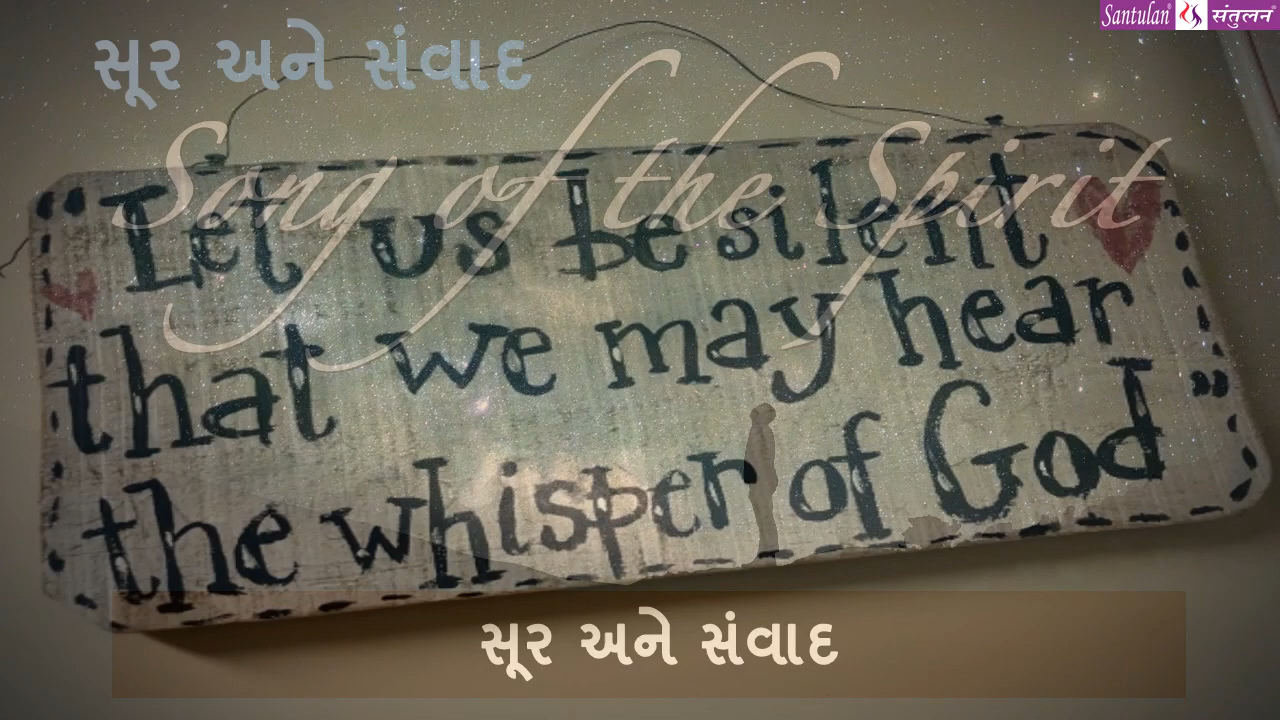 Santulan® संतुलन®
સૂર અને સંવાદ
Song of the Spirit
"Let us be silent
that we may hear
the whisper of God"
સૂર અને સંવાદ